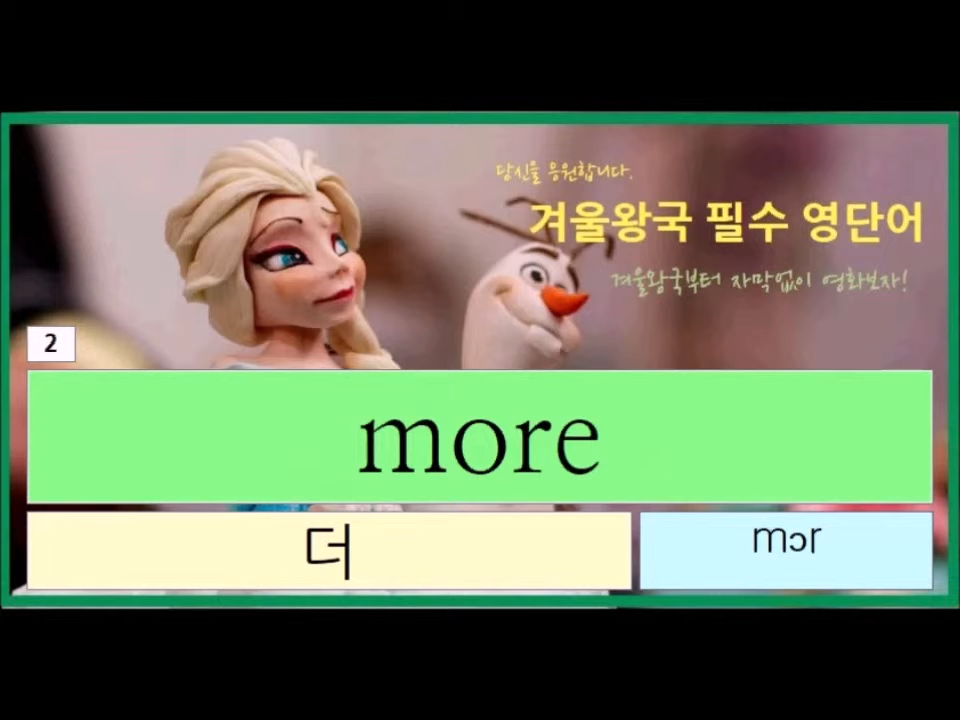 당신을 응원합니다.
겨울왕국 필수 영단어
겨울왕국부터 자막없이 영화보자!
2
more
더
mɔr